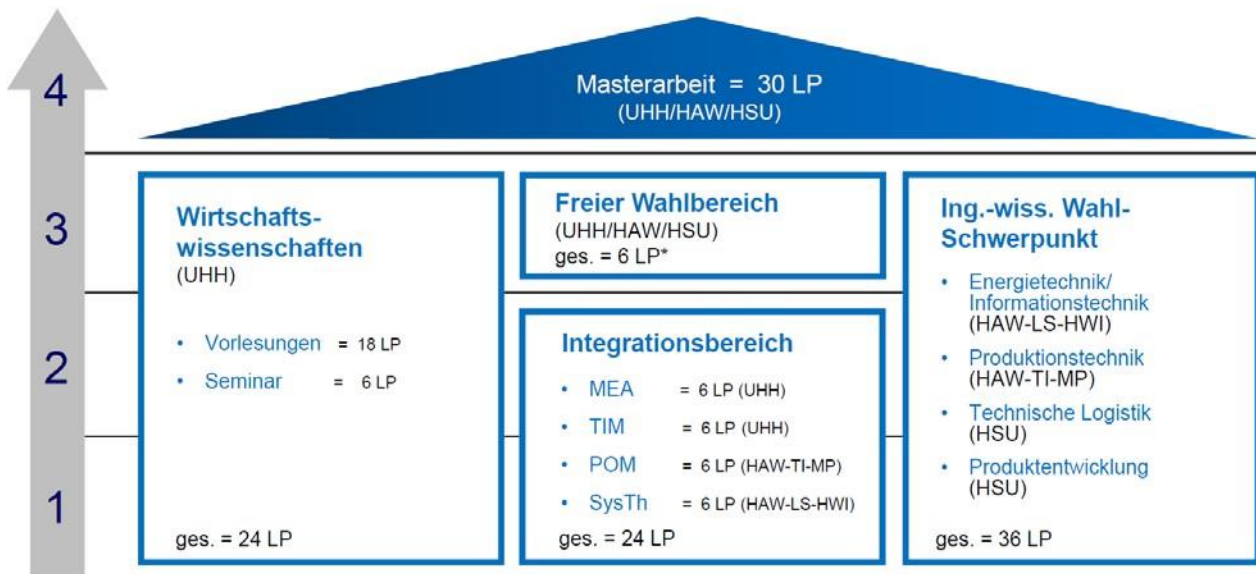 4
Masterarbeit = 30 LP
(UHH/HAW/HSU)
3
Wirtschafts-
wissenschaften
(UHH)
• Vorlesungen = 18 LP
• Seminar = 6 LP
ges. = 24 LP
Freier Wahlbereich
(UHH/HAW/HSU)
ges. = 6 LP*
Integrationsbereich
• MEA = 6 LP (UHH)
• TIM = 6 LP (UHH)
• POM = 6 LP (HAW-TI-MP)
• SysTh = 6 LP (HAW-LS-HWI)
ges. = 24 LP
Ing.-wiss. Wahl-
Schwerpunkt
• Energietechnik/
Informationstechnik
(HAW-LS-HWI)
• Produktionstechnik
(HAW-TI-MP)
• Technische Logistik
(HSU)
• Produktentwicklung
(HSU)
ges. = 36 LP
2
1